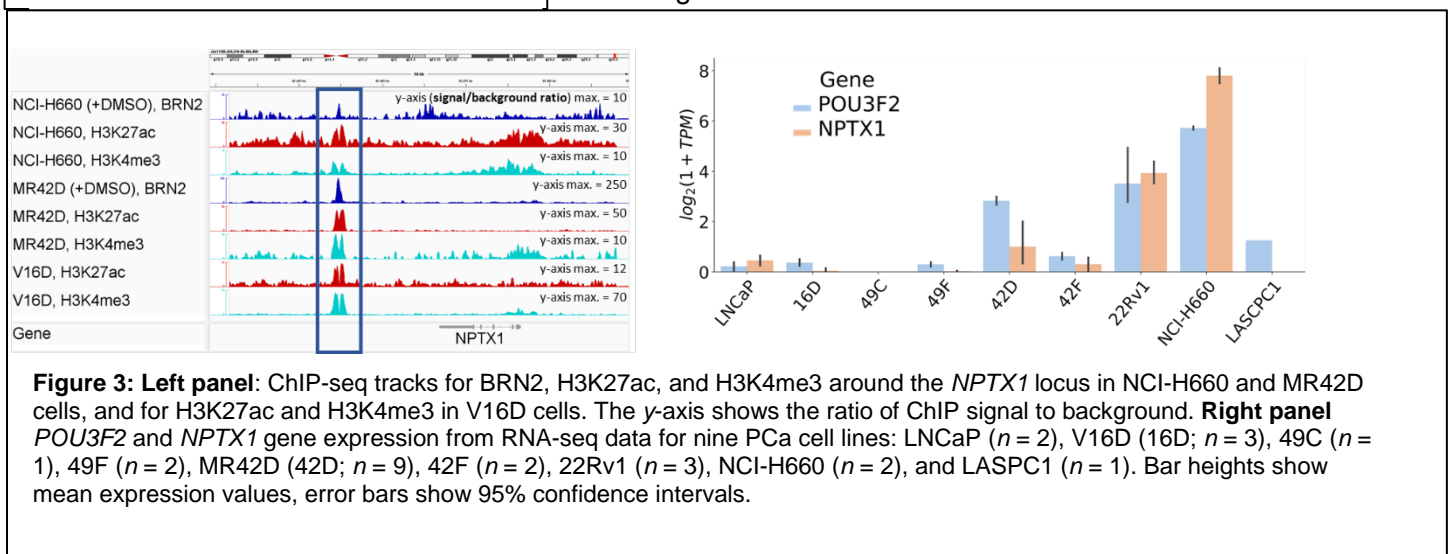 NCI-H660 (+DMSO), BRN2
y-axis (signal/background ratio) max. = 10
NCI-H660, H3K27ac
y-axis max. = 30
NCI-H660, H3K4me3
y-axis max. = 10
MR42D (+DMSO), BRN2
y-axis max. = 250
MR42D, H3K27ac
y-axis max. = 50
MR42D, H3K4me3
y-axis max. = 10
V16D, H3K27ac
y-axis max. = 12
V16D, H3K4me3
y-axis max. = 70
Gene
NPTX1
log2(1 + TPM)
8
6
4
2
0
Gene
POU3F2
NPTX1
LNCaP
16D
49C
49F
42D
42F
22Rv1
NCI-H660
LASCPC1
Figure 3: Left panel: ChIP-seq tracks for BRN2, H3K27ac, and H3K4me3 around the NPTX1 locus in NCI-H660 and MR42D
cells, and for H3K27ac and H3K4me3 in V16D cells. The y-axis shows the ratio of ChIP signal to background. Right panel
POU3F2 and NPTX1 gene expression from RNA-seq data for nine PCa cell lines: LNCaP (n = 2), V16D (16D; n = 3), 49C (n =
1), 49F (n = 2), MR42D (42D; n = 9), 42F (n = 2), 22Rv1 (n = 3), NCI-H660 (n = 2), and LASPC1 (n = 1). Bar heights show
mean expression values, error bars show 95% confidence intervals.